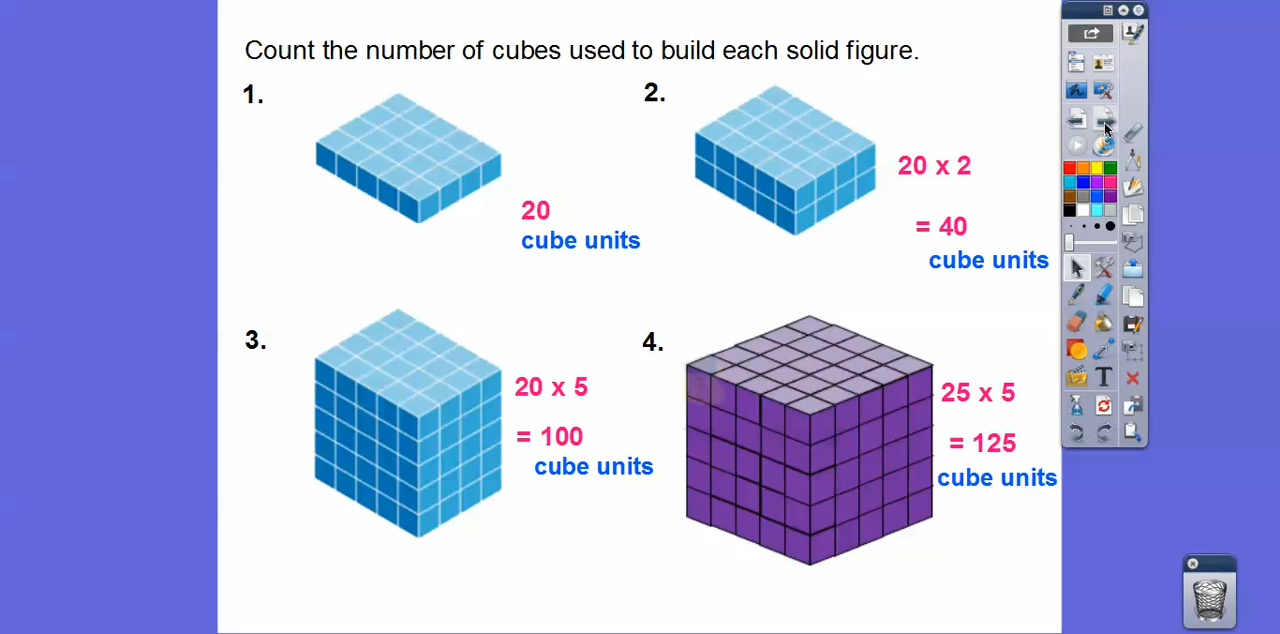 Count the number of cubes used to build each solid figure.
1.
20
cube units
2.
20 x 2
= 40
cube units
3.
20 x 5
= 100
cube units
4.
25 x 5
= 125
cube units
T